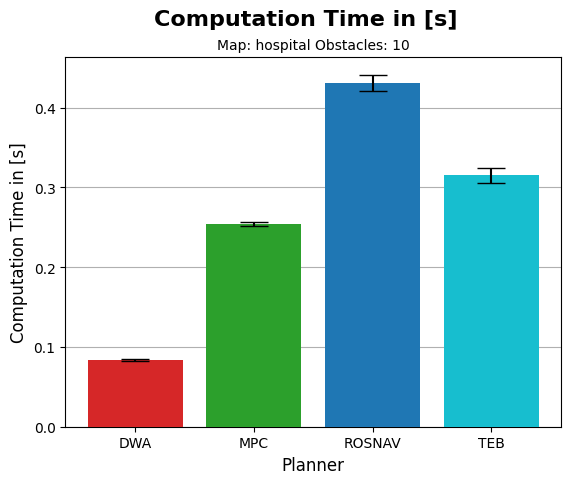 Computation Time in [s]
Map: hospital Obstacles: 10
Computation Time in [s]
0.4
0.3
0.2
0.1
0.0
DWA
MPC
ROSNAV
TEB
Planner